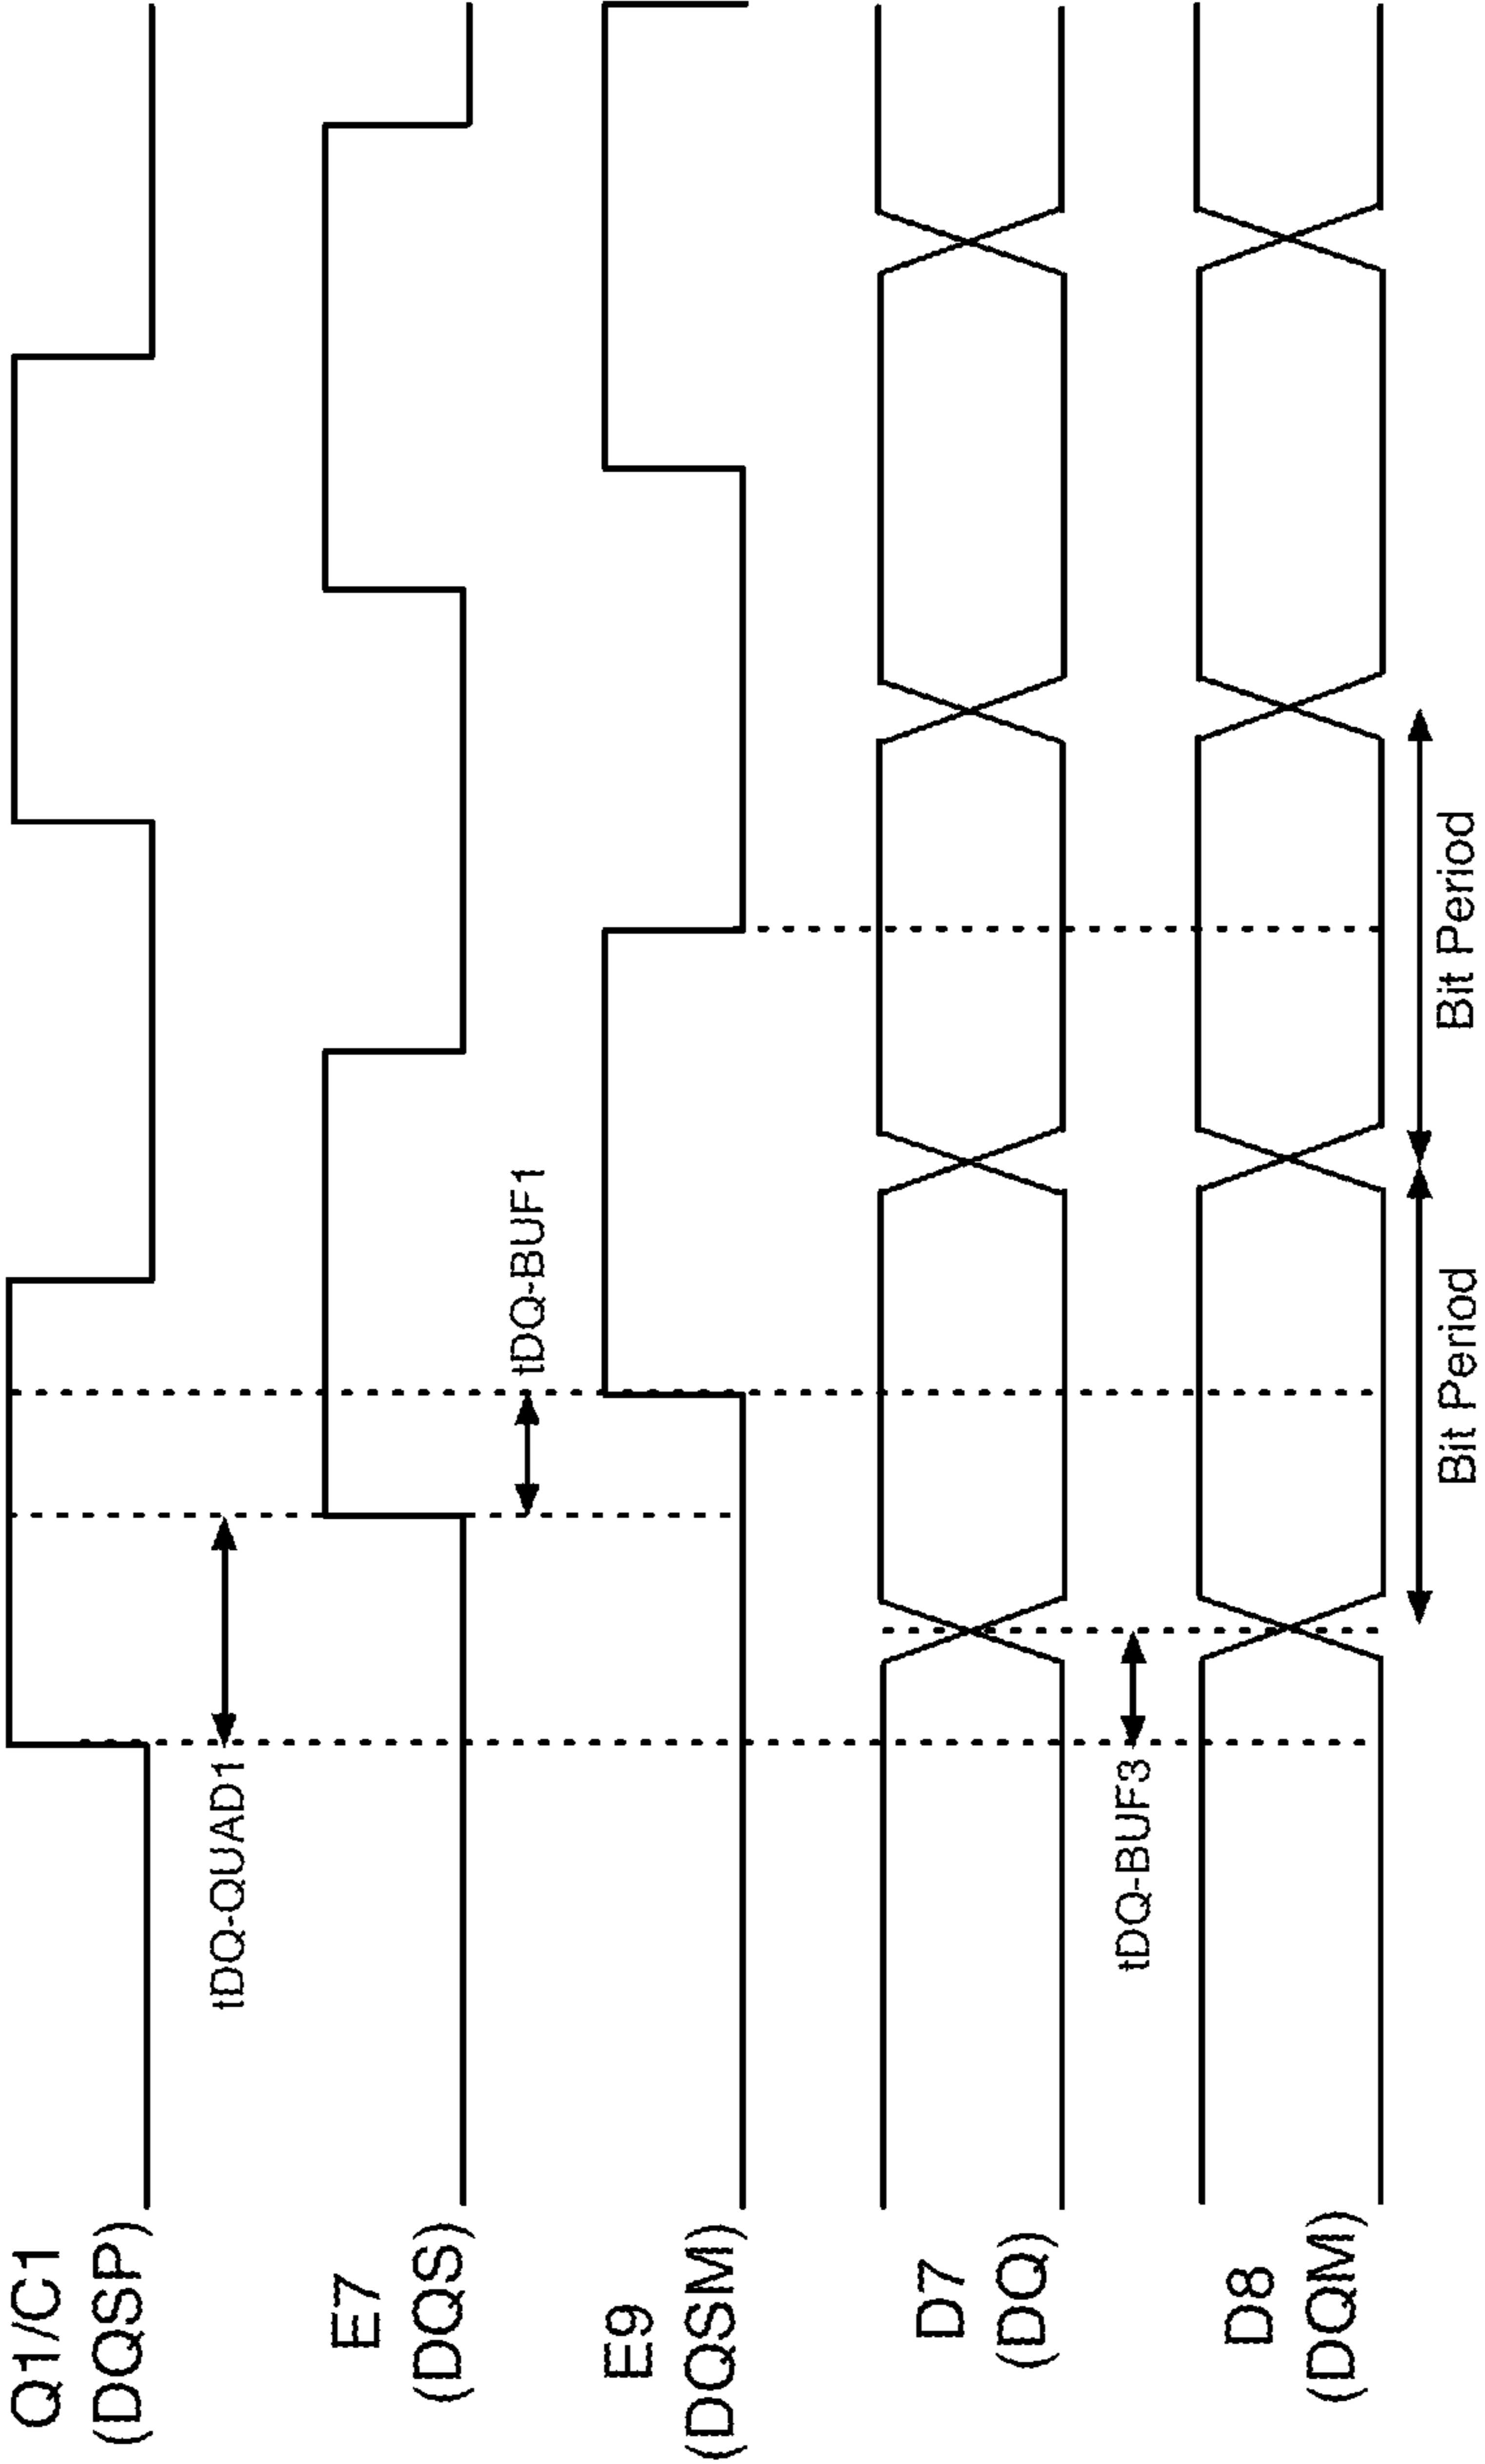 Q1/C1
(DQSP)
tDQ-QUAD1
E7
(DQS)
tDQ-BUF1
E9
(DQSM)
D7
(DQ)
tDQ-BUF3
D8
(DQM)
Bit Period
Bit Period